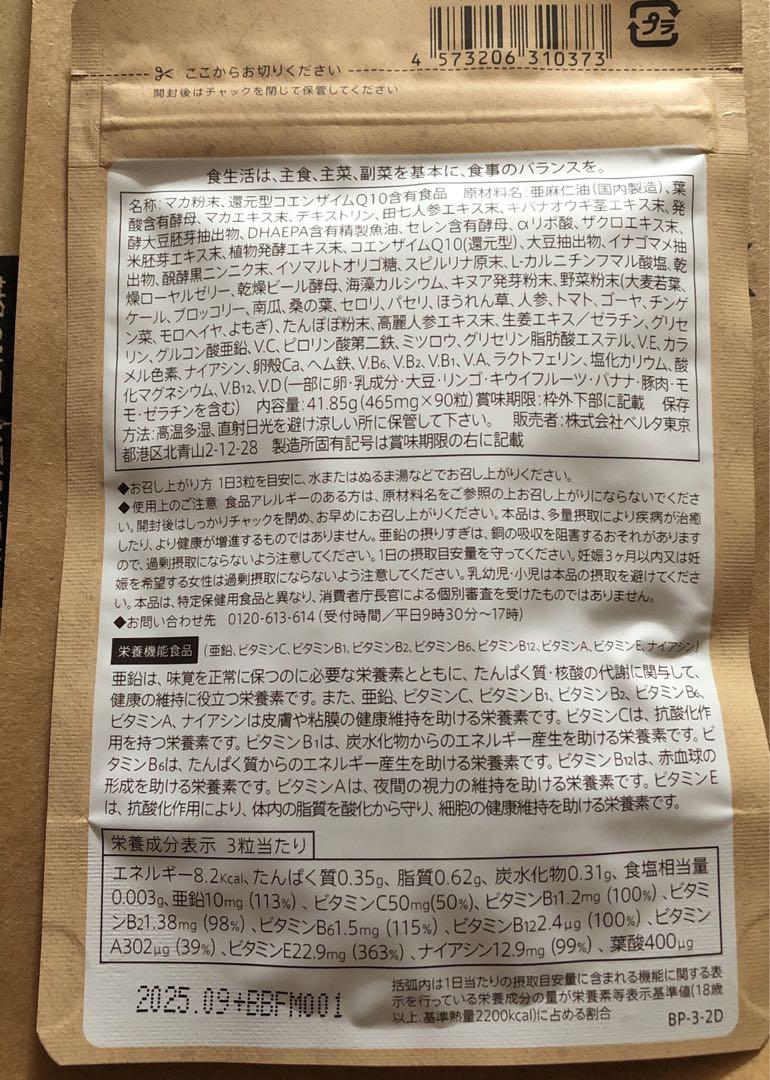 4 573206 310373
プラ
ここからお切りください
開封後はチャックを閉じて保管してください
食生活は、主食、主菜、副菜を基本に、食事のバランスを。
名称:マカ粉末、還元型コエンザイムQ10含有食品 原材料名:亜麻仁油(国内製造)、葉
酸含有酵母、マカエキス末、デキストリン、田七人参エキス末、キバナオウギ茎エキス末、発
酵大豆胚芽抽出物、DHAEPA含有精製魚油、セレン含有酵母、αリポ酸、ザクロエキス末、
米胚芽エキス末、植物発酵エキス末、コエンザイムQ10(還元型)、大豆抽出物、イナゴマメ抽
出物、醗酵黒ニンニク末、イソマルトオリゴ糖、スピルリナ原末、L-カルニチンフマル酸塩、乾
燥ローヤルゼリー、乾燥ビール酵母、海藻カルシウム、キヌア発芽粉末、野菜粉末(大麦若葉、
ケール、ブロッコリー、南瓜、桑の葉、セロリ、パセリ、ほうれん草、人参、トマト、ゴーヤ、チンゲ
ン菜、モロヘイヤ、よもぎ)、たんぽぽ粉末、高麗人参エキス末、生姜エキス/ゼラチン、グリセ
リン、グルコン酸亜鉛、V.C、ピロリン酸第二鉄、ミツロウ、グリセリン脂肪酸エステル、V.E、カラ
メル色素、ナイアシン、卵殻Ca、ヘム鉄、V.B6、V.B2、V.B1、V.A、ラクトフェリン、塩化カリウム、酸
化マグネシウム、V.B12、V.D(一部に卵・乳成分・大豆・リンゴ・キウイフルーツ・バナナ・豚肉・モ
モ・ゼラチンを含む) 内容量:41.85g(465mg×90粒)賞味期限:枠外下部に記載 保存
方法:高温多湿、直射日光を避け涼しい所に保管して下さい。 販売者:株式会社ベルタ東京
都港区北青山2-12-28 製造所固有記号は賞味期限の右に記載
◆お召し上がり方 1日3粒を目安に、水またはぬるま湯などでお召し上がりください。
◆使用上のご注意 食品アレルギーのある方は、原材料名をご参照の上お召し上がりにならないでくださ
い。開封後はしっかりチャックを閉め、お早めにお召し上がりください。本品は、多量摂取により疾病が治癒
したり、より健康が増進するものではありません。亜鉛の摂りすぎは、銅の吸収を阻害するおそれがあります
ので、過剰摂取にならないよう注意してください。1日の摂取目安量を守ってください。妊娠3ヶ月以内又は妊
娠を希望する女性は過剰摂取にならないよう注意してください。乳幼児・小児は本品の摂取を避けてくださ
い。本品は、特定保健用食品と異なり、消費者庁長官による個別審査を受けたものではありません。
◆お問い合わせ先 0120-613-614(受付時間/平日9時30分〜17時)
栄養機能食品 (亜鉛、ビタミンC、ビタミンB1、ビタミンB2、ビタミンB6、ビタミンB12、ビタミンA、ビタミンE、ナイアシン)
亜鉛は、味覚を正常に保つのに必要な栄養素とともに、たんぱく質・核酸の代謝に関与して、
健康の維持に役立つ栄養素です。また、亜鉛、ビタミンC、ビタミンB1、ビタミンB2、ビタミンB6、
ビタミンA、ナイアシンは皮膚や粘膜の健康維持を助ける栄養素です。ビタミンCは、抗酸化作
用を持つ栄養素です。ビタミンB1は、炭水化物からのエネルギー産生を助ける栄養素です。ビ
タミンB6は、たんぱく質からのエネルギー産生を助ける栄養素です。ビタミンB12は、赤血球の
形成を助ける栄養素です。ビタミンAは、夜間の視力の維持を助ける栄養素です。ビタミンE
は、抗酸化作用により、体内の脂質を酸化から守り、細胞の健康維持を助ける栄養素です。
栄養成分表示 3粒当たり
エネルギー8.2Kcal、たんぱく質0.35g、脂質0.62g、炭水化物0.31g、食塩相当量
0.003g、亜鉛10mg (113%)、ビタミンC50mg(50%)、ビタミンB11.2mg (100%)、ビタミ
ンB21.38mg (98%)、ビタミンB61.5mg (115%)、ビタミンB122.4μg (100%)、ビタミン
A302μg (39%)、ビタミンE22.9mg (363%)、ナイアシン12.9mg (99%)、葉酸400μg
2025.09+BBFM001
括弧内は1日当たりの摂取目安量に含まれる機能に関する表
示を行っている栄養成分の量が栄養素等表示基準値(18歳
以上、基準熱量2200kcal)に占める割合
BP-3-2D